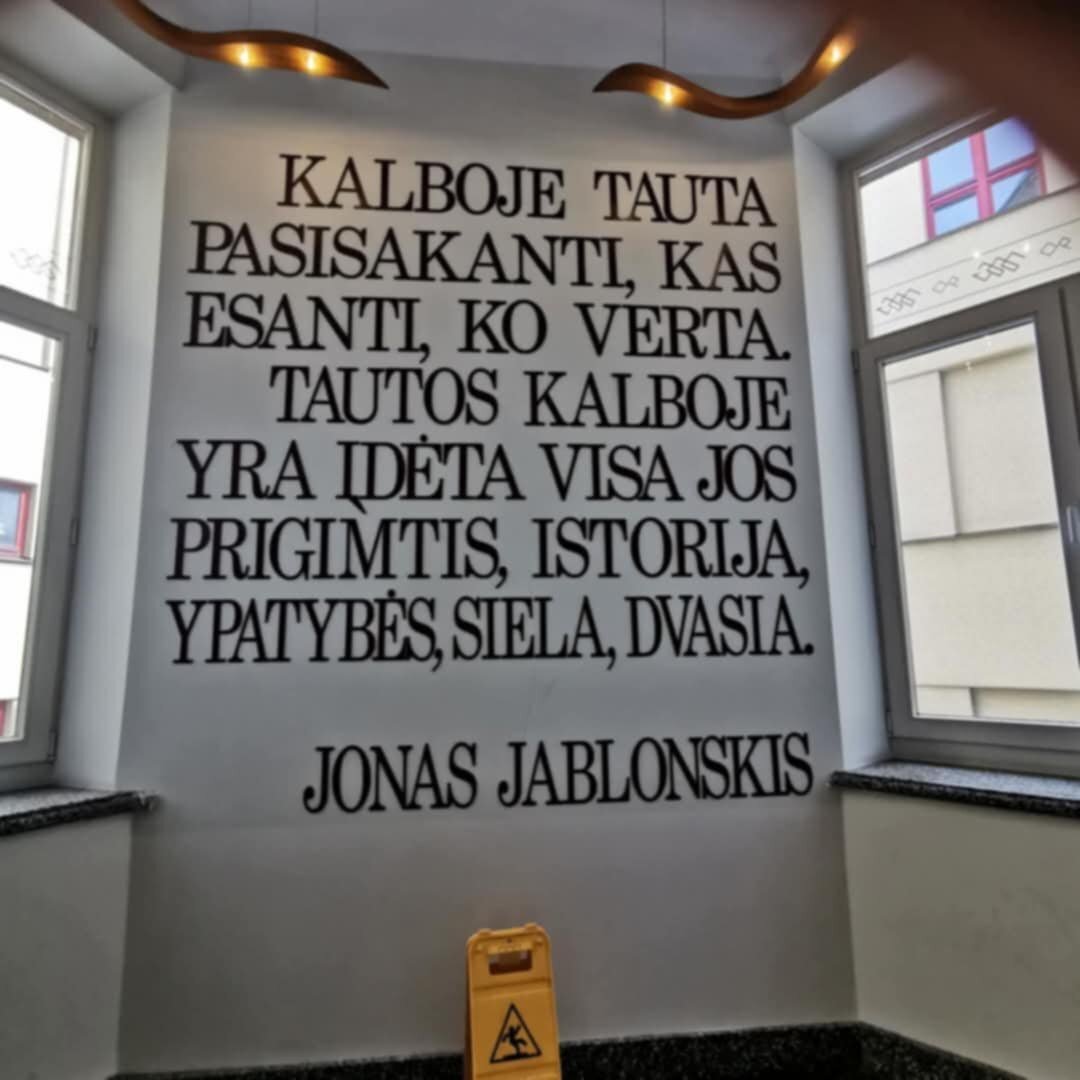 KALBOJE TAUTA
PASISAKANTI, KAS
ESANTI, KO VERTA.
TAUTOS KALBOJE
YRA ĮDĖTA VISA JOS
PRIGIMTIS, ISTORIJA,
YPATYBĖS, SIELA, DVASIA.
JONAS JABLONSKIS